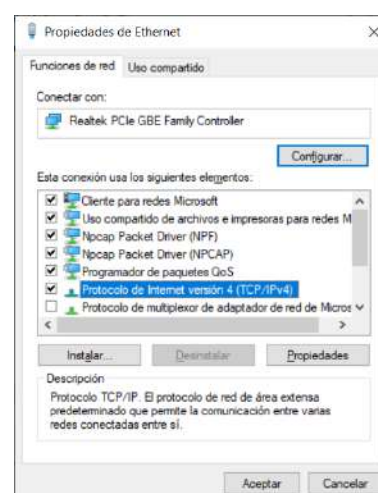 Propiedades de Ethernet
Funciones de red Uso compartido
Conectar con:
Realtek PCIe GBE Family Controller
Configurar...
Esta conexión usa los siguientes elementos:
Cliente para redes Microsoft
Uso compartido de archivos e impresoras para redes M
Npcap Packet Driver (NPF)
Npcap Packet Driver (NPCAP)
Programador de paquetes QoS
Protocolo de Internet versión 4 (TCP/IPv4)
Protocolo de multiplexor de adaptador de red de Micros
Instalar... Desinstalar Propiedades
Descripción
Protocolo TCP/IP. El protocolo de red de área extensa
predeterminado que permite la comunicación entre varias
redes conectadas entre sí.
Aceptar Cancelar